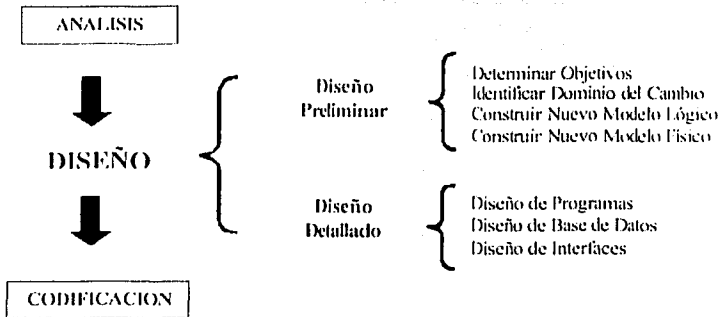 ANALISIS
DISEÑO
CODIFICACION
Diseño
Preliminar
Determinar Objetivos
Identificar Dominio del Cambio
Construir Nuevo Modelo Lógico
Construir Nuevo Modelo Físico
Diseño
Detallado
Diseño de Programas
Diseño de Base de Datos
Diseño de Interfaces